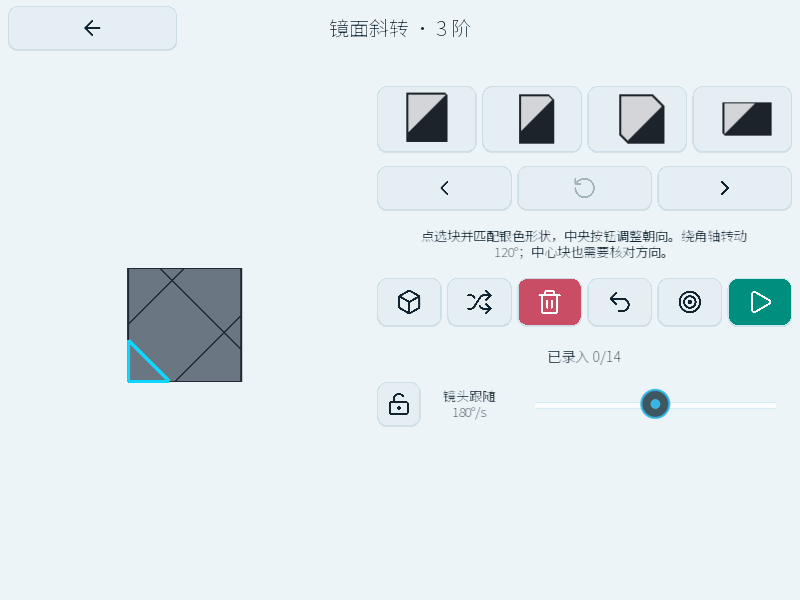 镜面斜转 · 3 阶
点选块并匹配银色形状，中央按钮调整朝向。绕角轴转动
120°；中心块也需要核对方向。
已录入 0/14
镜头跟随
180°/s